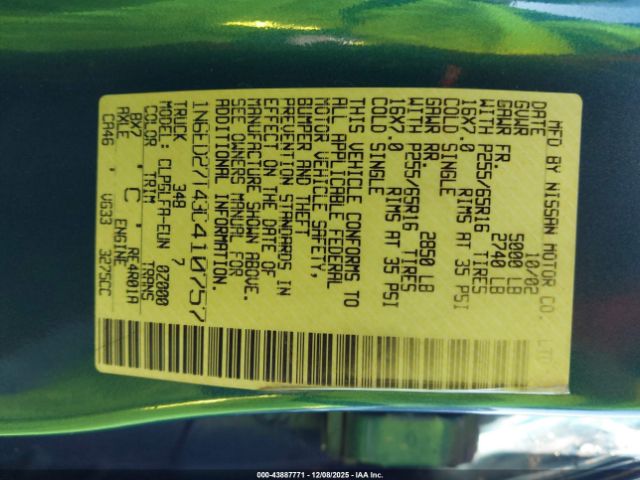 MFD BY NISSAN MOTOR CO. LTD
DATE 10/02
GVWR 5000 LB
GAWR FR. 2740 LB
WITH P255/65R16 TIRES
16X7.0 RIMS AT 35 PSI
COLD SINGLE
GAWR RR. 2850 LB
WITH P255/65R16 TIRES
16X7.0 RIMS AT 35 PSI
COLD SINGLE
THIS VEHICLE CONFORMS TO
ALL APPLICABLE FEDERAL
MOTOR VEHICLE SAFETY,
BUMPER AND THEFT
PREVENTION STANDARDS IN
EFFECT ON THE DATE OF
MANUFACTURE SHOWN ABOVE.
SEE OWNERS MANUAL FOR
ADDITIONAL INFORMATION.
1N6ED27T43C410757
TRUCK 348 7
MODEL CLP5LFA-EUN 02000
COLOR TRIM TRANS
BX7 C RE4R01A
AXLE ENGINE
CA46 VG33 3275CC
000-43887771 - 12/08/2025 - IAA Inc.